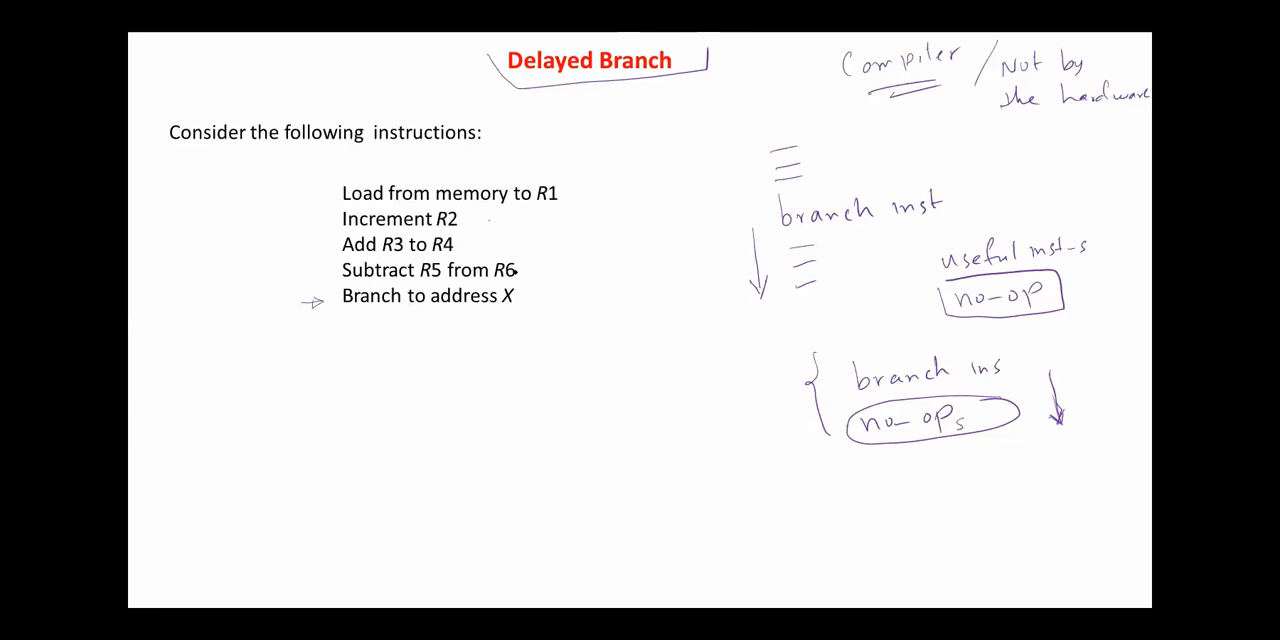 Delayed Branch
Compiler / Not by
the hardware
Consider the following instructions:
Load from memory to R1
Increment R2
Add R3 to R4
Subtract R5 from R6
Branch to address X
branch inst
useful inst-s
no-op
branch ins
no-ops